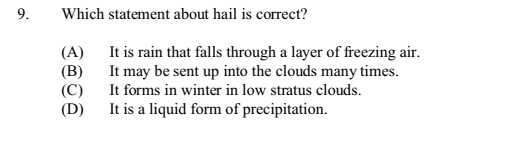 9. Which statement about hail is correct?
(A) It is rain that falls through a layer of freezing air.
(B) It may be sent up into the clouds many times.
(C) It forms in winter in low stratus clouds.
(D) It is a liquid form of precipitation.